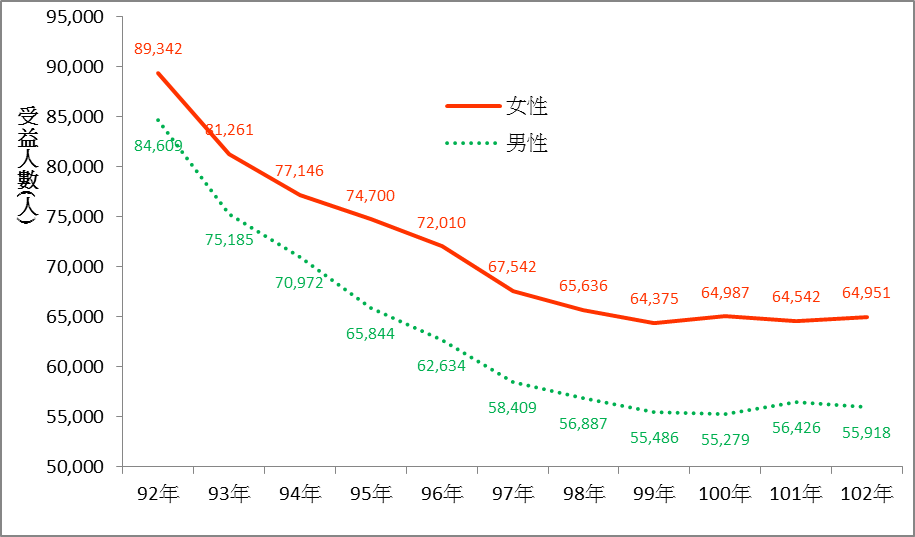 95,000
90,000
85,000
80,000
75,000
70,000
65,000
60,000
55,000
50,000
受益人數(人)
女性
男性
89,342
81,261
77,146
74,700
72,010
67,542
65,636
64,375
64,987
64,542
64,951
84,609
75,185
70,972
65,844
62,634
58,409
56,887
55,486
55,279
56,426
55,918
92年
93年
94年
95年
96年
97年
98年
99年
100年
101年
102年